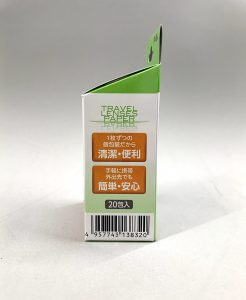 TRAVEL
LENSES
PAPER
1枚ずつの
個包装だから
清潔・便利
手軽に携帯
外出先でも
簡単・安心
20包入
4 957745 138320